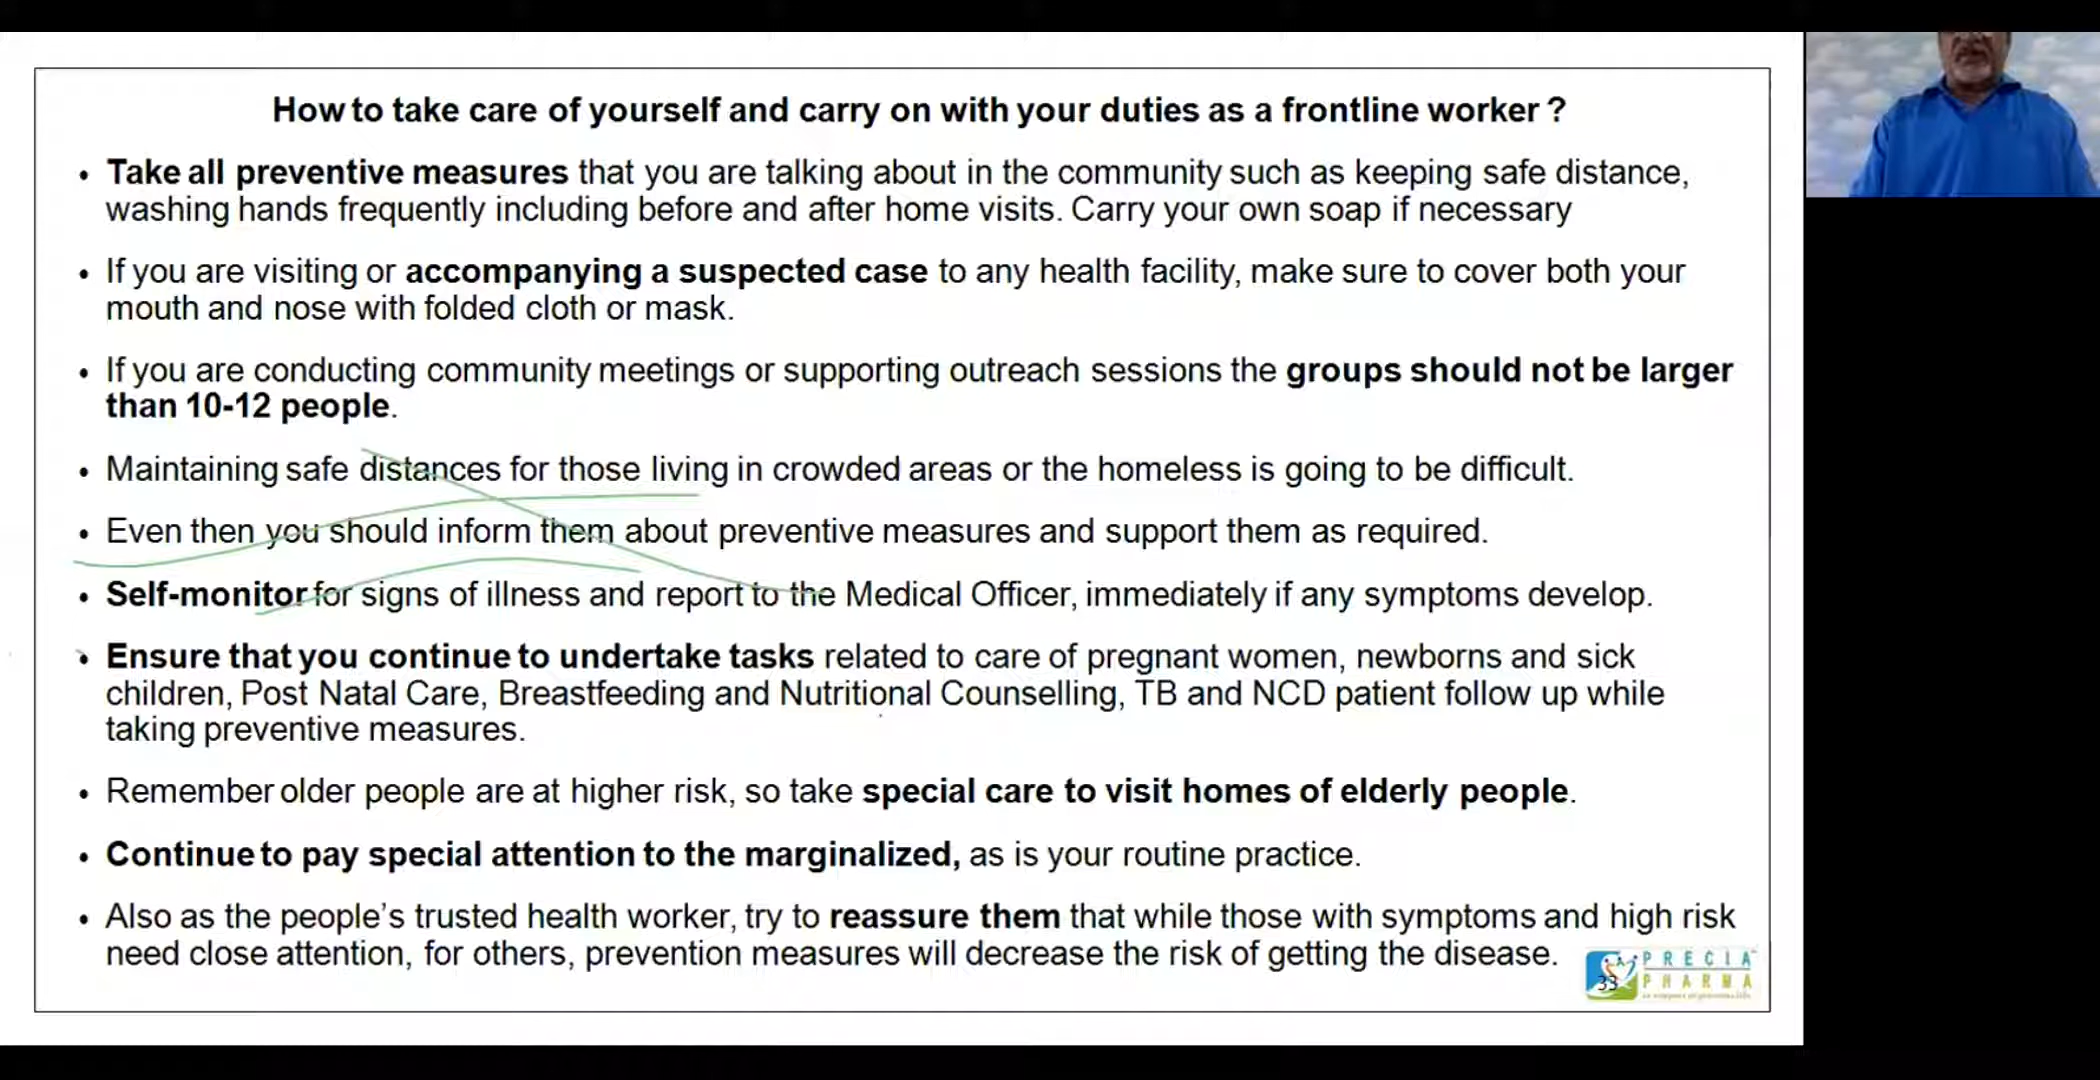 How to take care of yourself and carry on with your duties as a frontline worker ?
• Take all preventive measures that you are talking about in the community such as keeping safe distance,
washing hands frequently including before and after home visits. Carry your own soap if necessary
• If you are visiting or accompanying a suspected case to any health facility, make sure to cover both your
mouth and nose with folded cloth or mask.
• If you are conducting community meetings or supporting outreach sessions the groups should not be larger
than 10-12 people.
• Maintaining safe distances for those living in crowded areas or the homeless is going to be difficult.
• Even then you should inform them about preventive measures and support them as required.
• Self-monitor for signs of illness and report to the Medical Officer, immediately if any symptoms develop.
• Ensure that you continue to undertake tasks related to care of pregnant women, newborns and sick
children, Post Natal Care, Breastfeeding and Nutritional Counselling, TB and NCD patient follow up while
taking preventive measures.
• Remember older people are at higher risk, so take special care to visit homes of elderly people.
• Continue to pay special attention to the marginalized, as is your routine practice.
• Also as the people's trusted health worker, try to reassure them that while those with symptoms and high risk
need close attention, for others, prevention measures will decrease the risk of getting the disease.
PRECIA
33
PHARMA